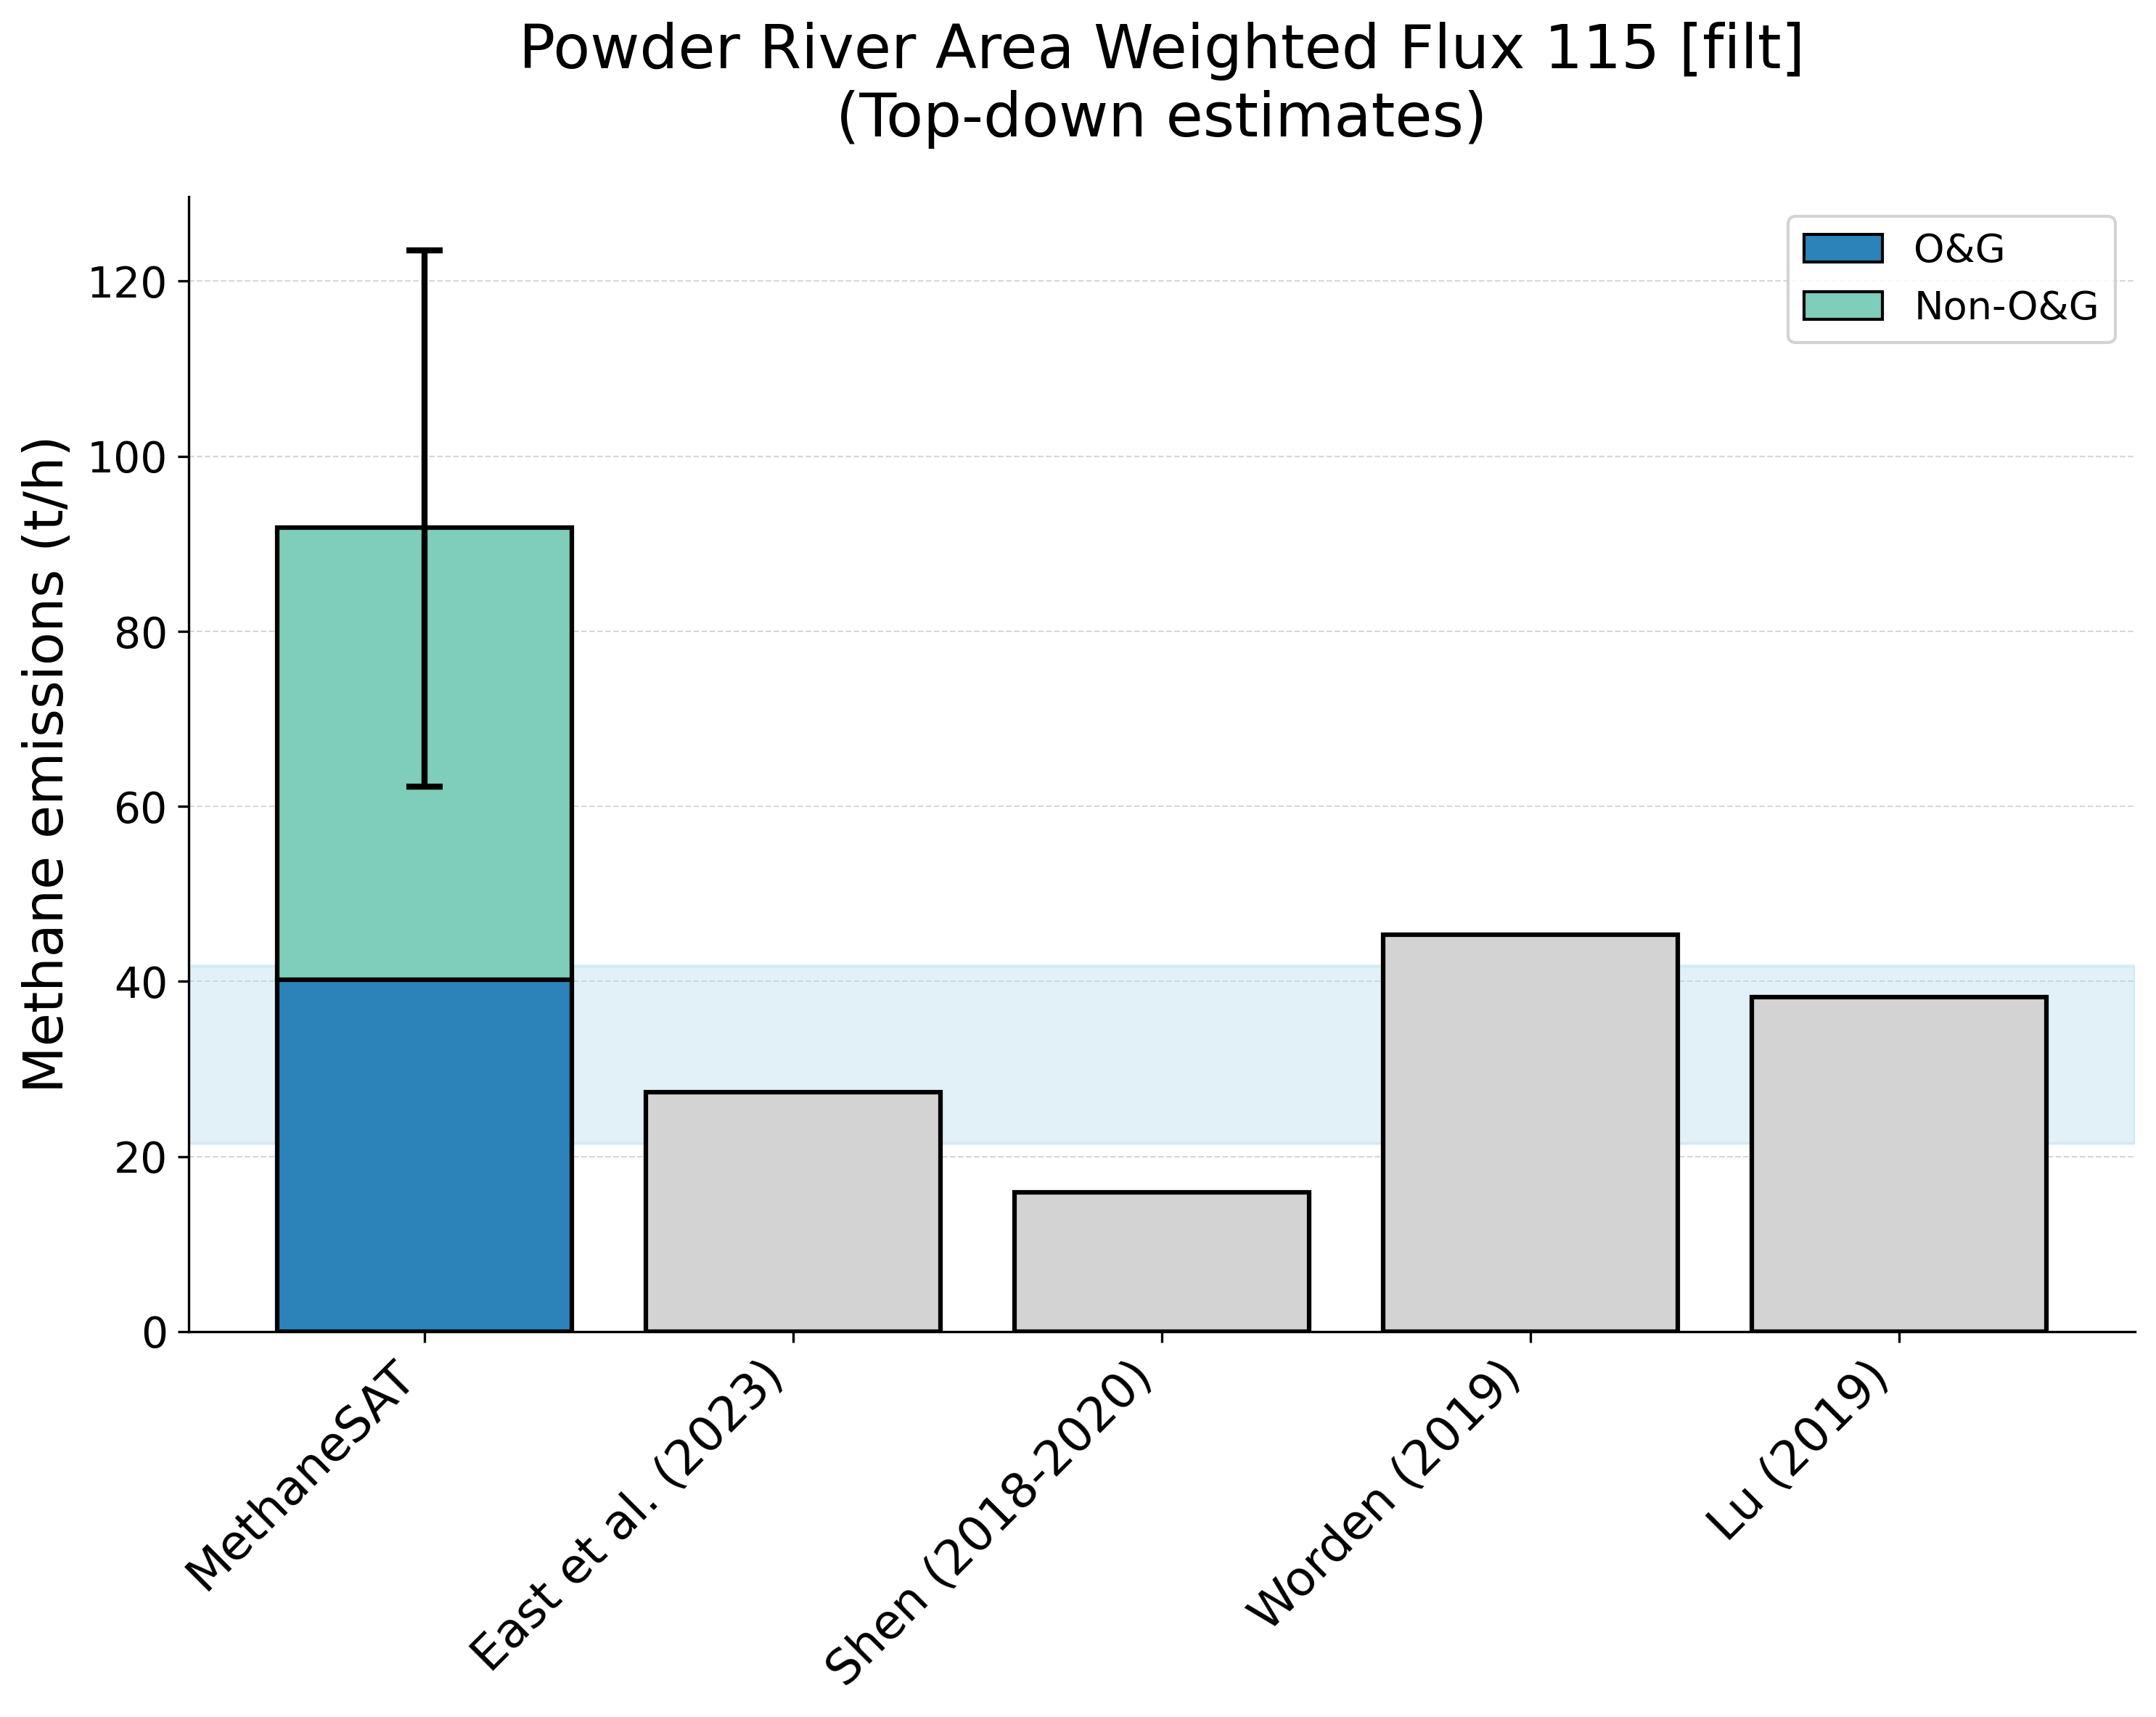 Powder River Area Weighted Flux 115 [filt]
(Top-down estimates)
O&G
Non-O&G
Methane emissions (t/h)
120
100
80
60
40
20
0
MethaneSAT
East et al. (2023)
Shen (2018-2020)
Worden (2019)
Lu (2019)